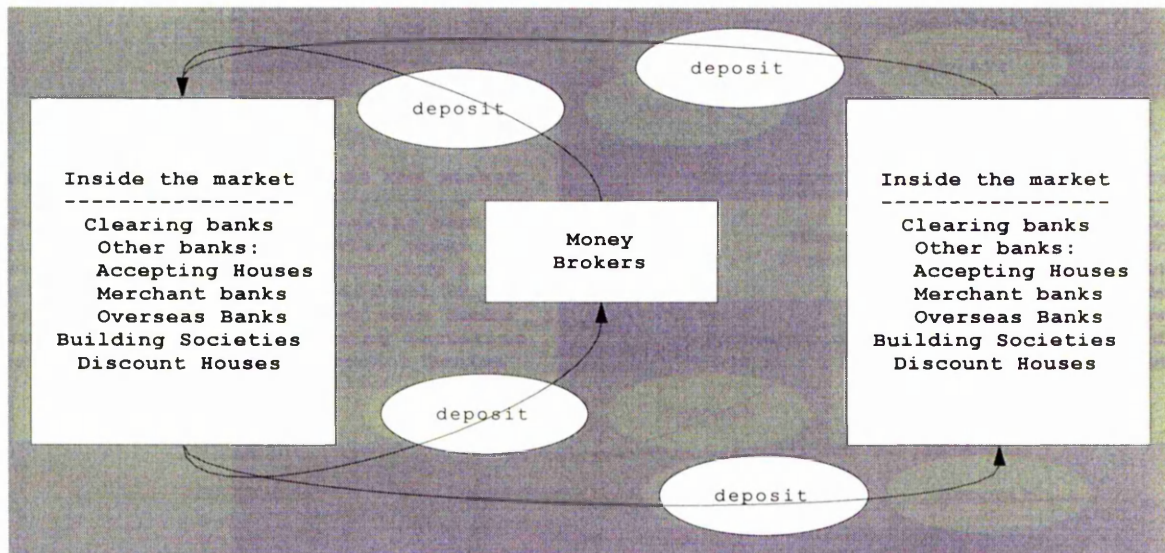 deposit
deposit
Inside the market
-----------------
Clearing banks
Other banks:
Accepting Houses
Merchant banks
Overseas Banks
Building Societies
Discount Houses
Money
Brokers
Inside the market
-----------------
Clearing banks
Other banks:
Accepting Houses
Merchant banks
Overseas Banks
Building Societies
Discount Houses
deposit
deposit